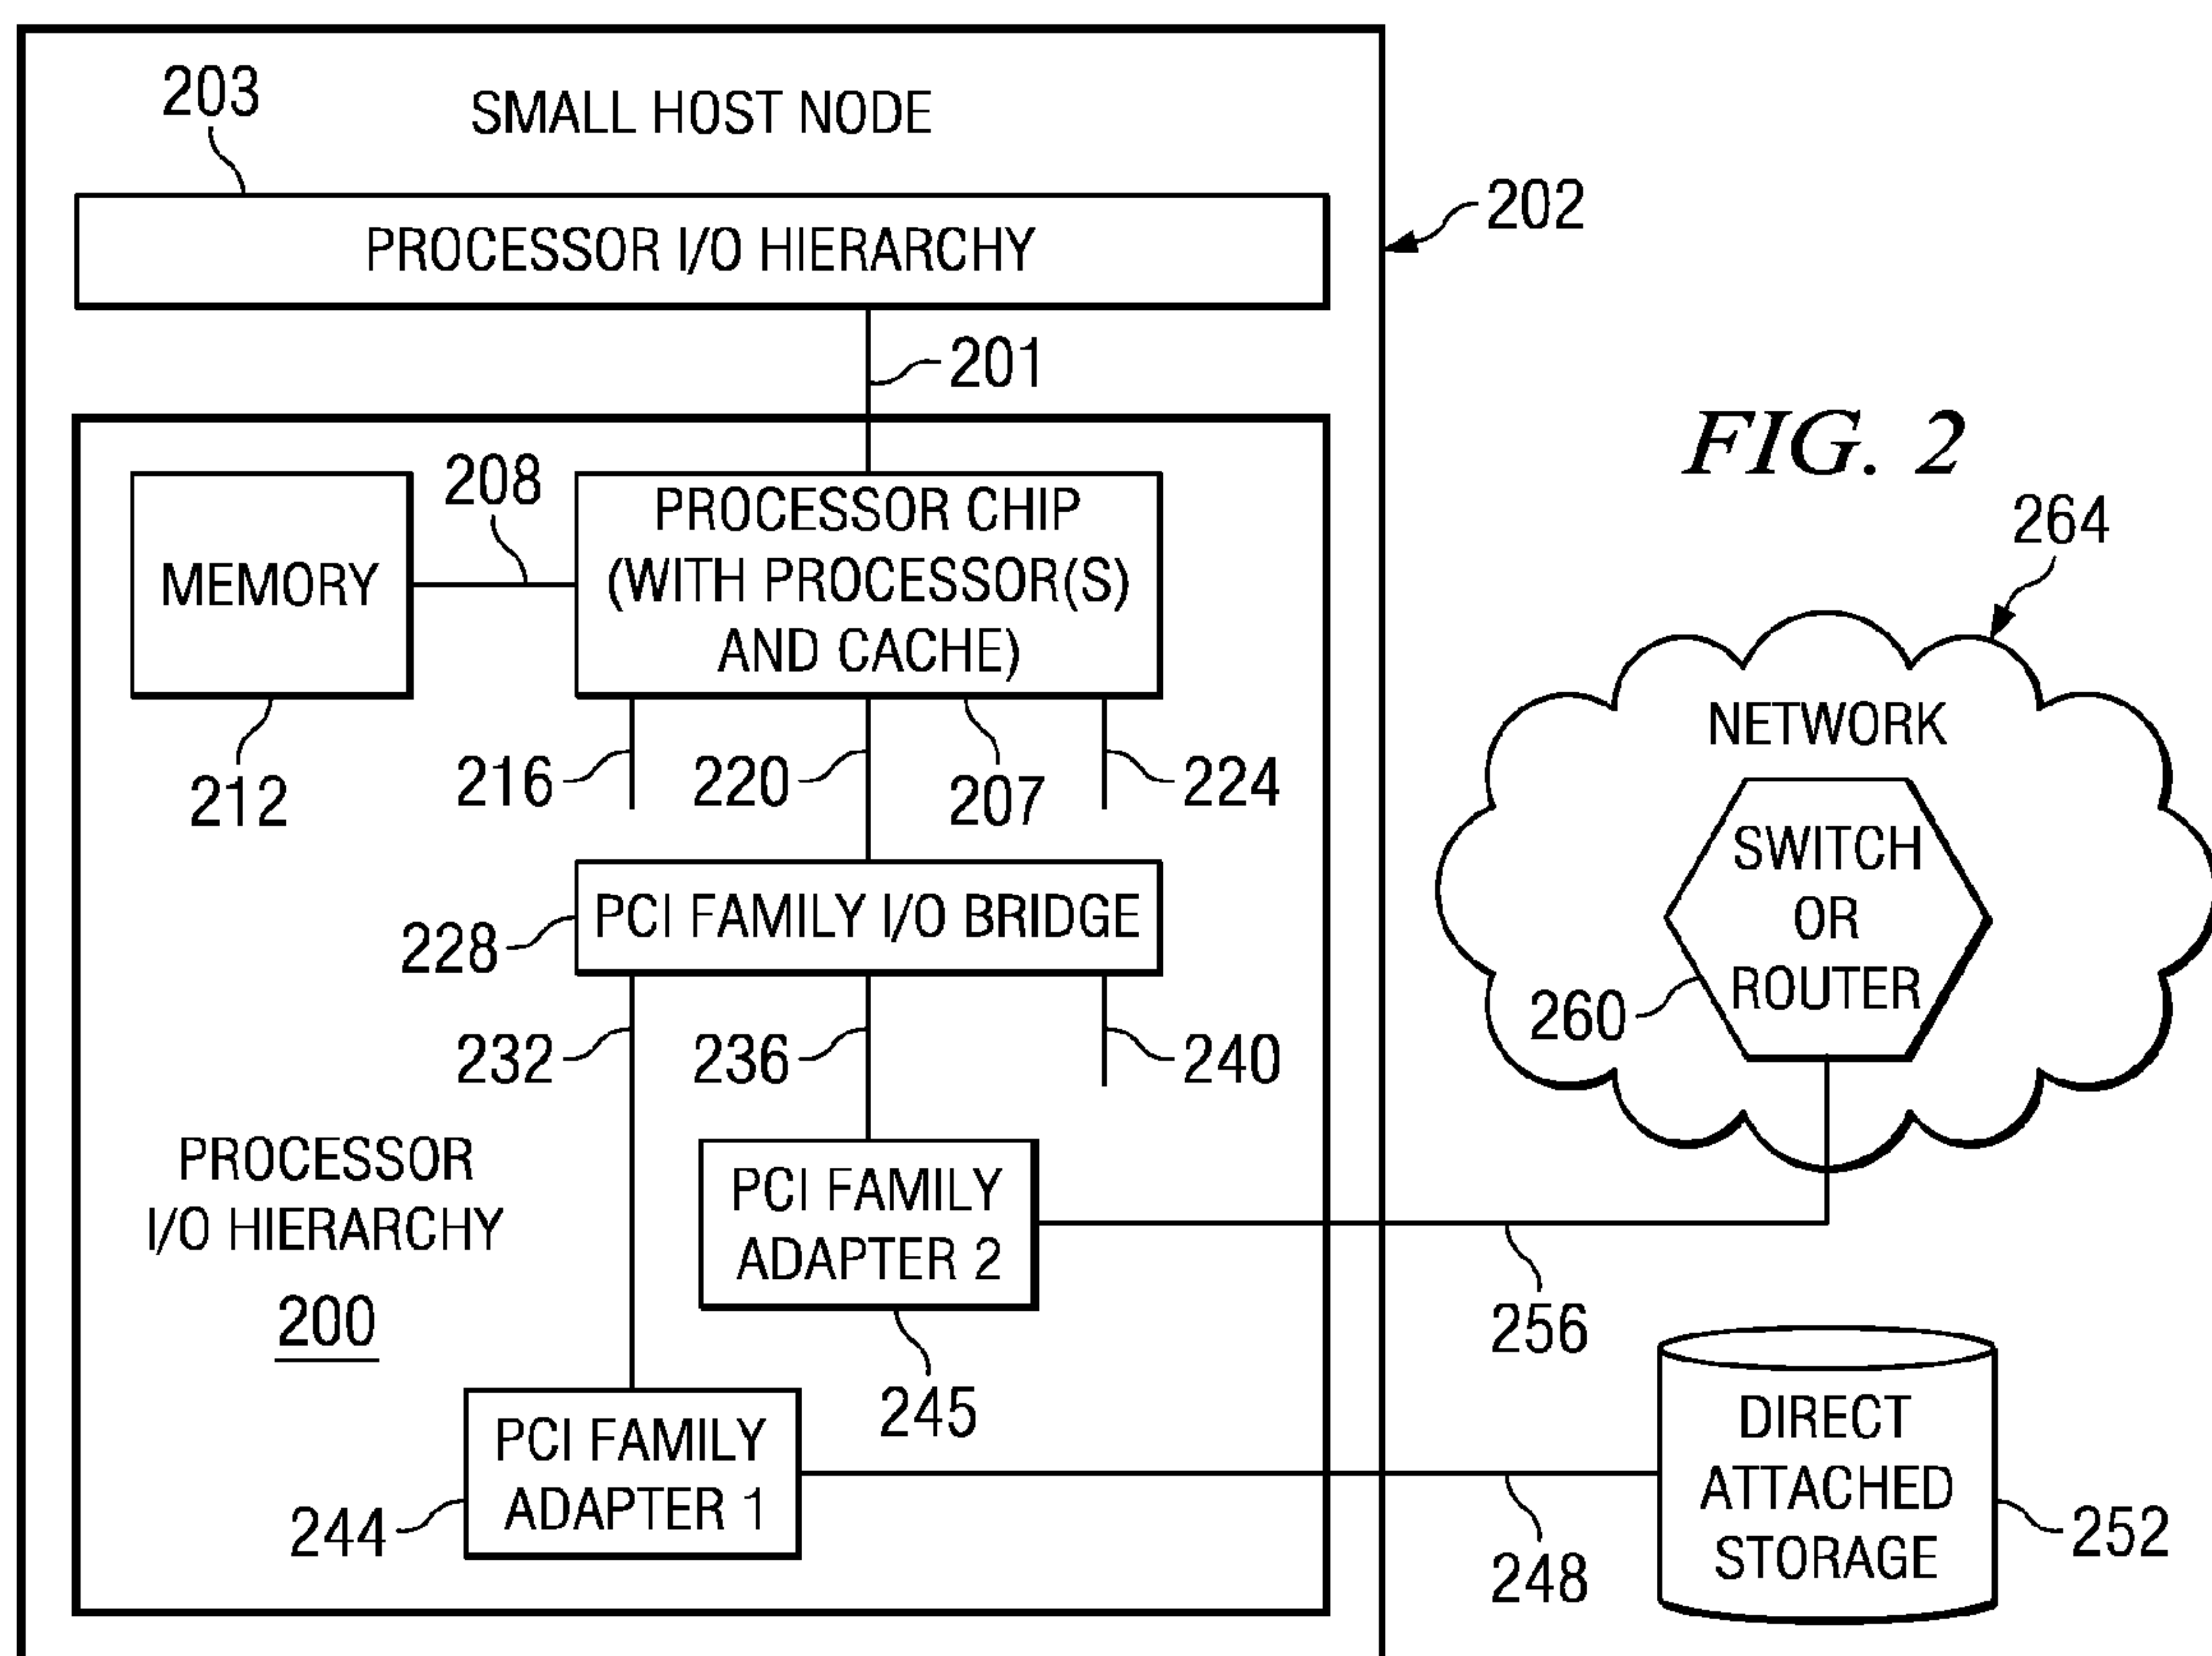 203
SMALL HOST NODE
PROCESSOR I/O HIERARCHY
202
201
FIG. 2
208
264
MEMORY
PROCESSOR CHIP
(WITH PROCESSOR(S)
AND CACHE)
212
216
220
207
224
NETWORK
SWITCH
OR
ROUTER
260
228
PCI FAMILY I/O BRIDGE
232
236
240
PROCESSOR
I/O HIERARCHY
200
PCI FAMILY
ADAPTER 2
245
256
PCI FAMILY
ADAPTER 1
244
248
DIRECT
ATTACHED
STORAGE
252